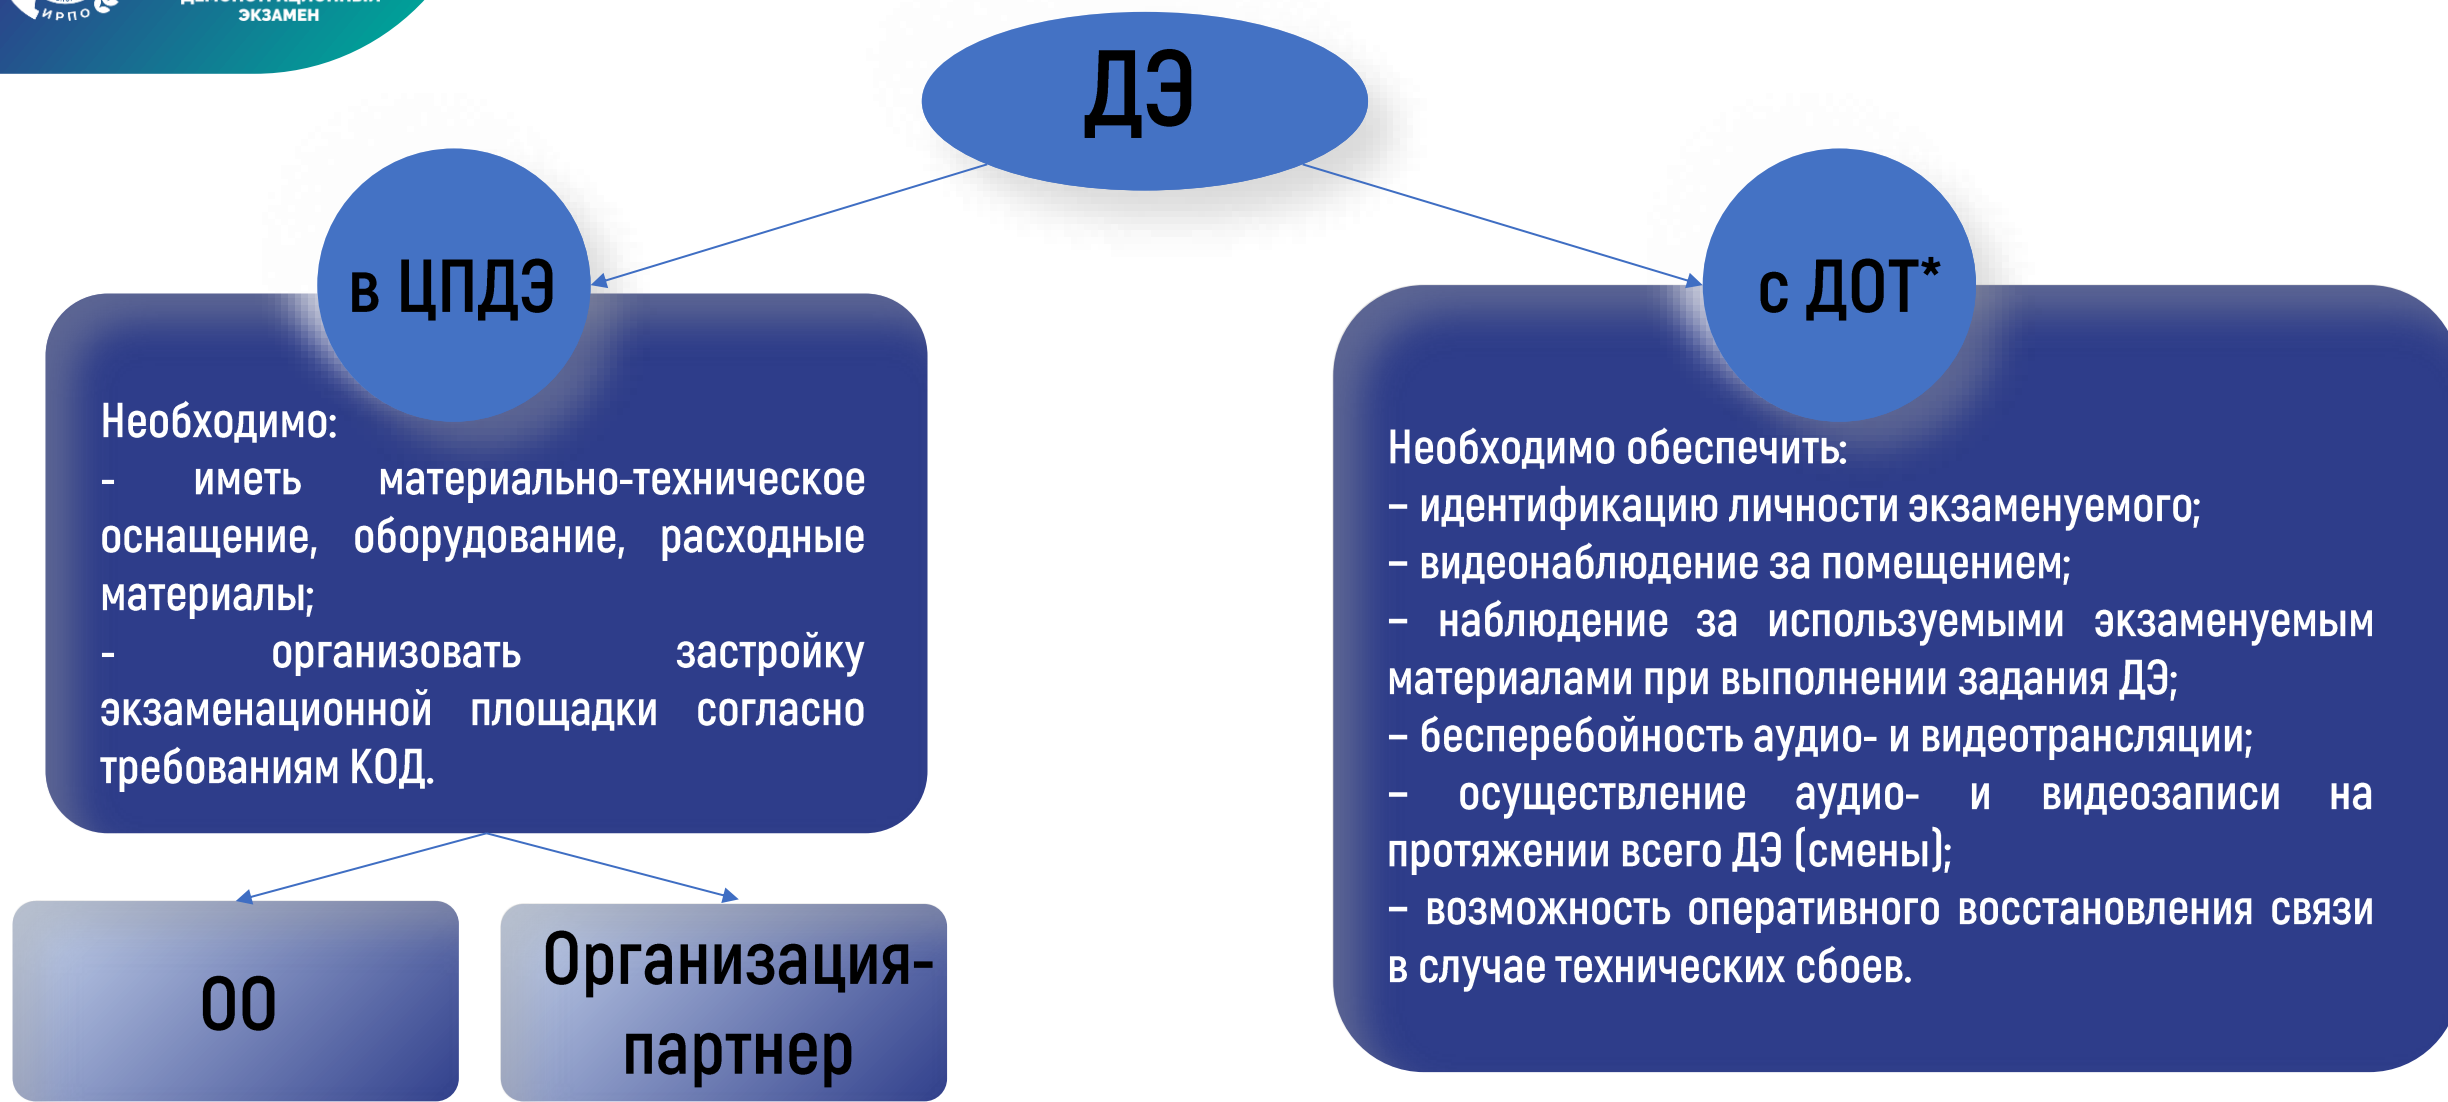 ИРПО
ЭКЗАМЕН
ДЭ
в ЦПДЭ
с ДОТ*
Необходимо:
- иметь материально-техническое
оснащение, оборудование, расходные
материалы;
- организовать застройку
экзаменационной площадки согласно
требованиям КОД.
ОО
Организация-
партнер
Необходимо обеспечить:
– идентификацию личности экзаменуемого;
– видеонаблюдение за помещением;
– наблюдение за используемыми экзаменуемым
материалами при выполнении задания ДЭ;
– бесперебойность аудио- и видеотрансляции;
– осуществление аудио- и видеозаписи на
протяжении всего ДЭ (смены);
– возможность оперативного восстановления связи
в случае технических сбоев.